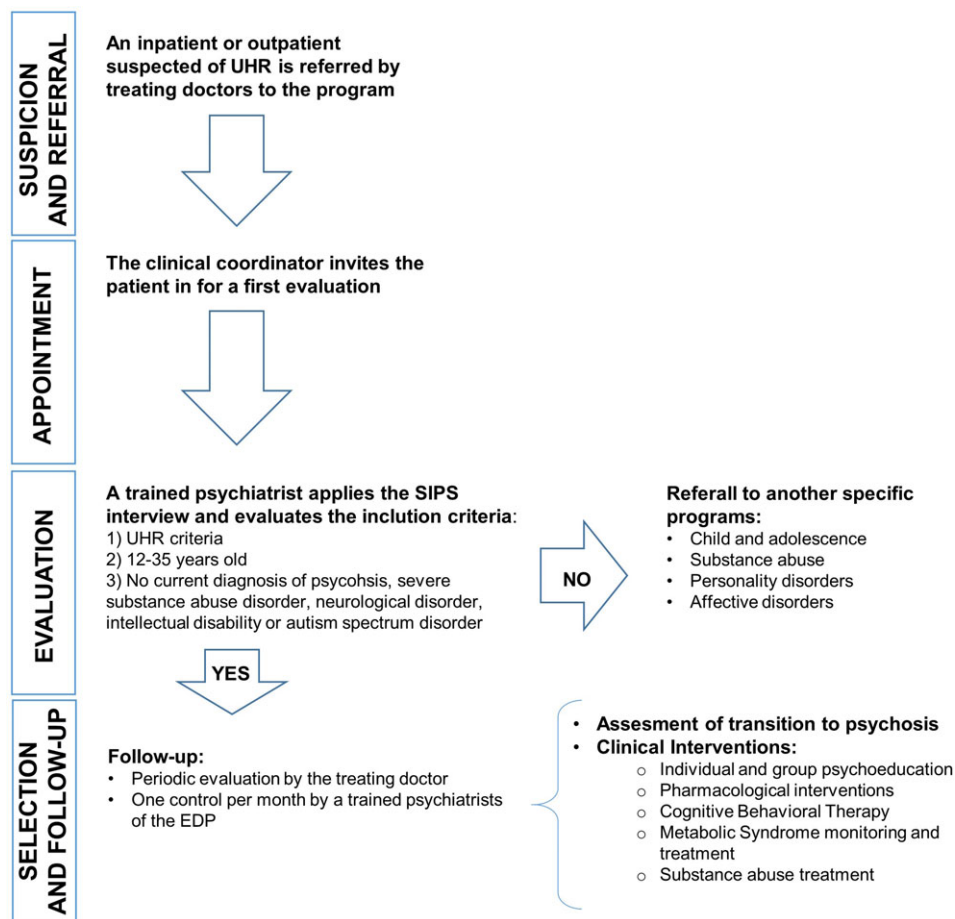 SUSPICION
AND REFERRAL
An inpatient or outpatient
suspected of UHR is referred by
treating doctors to the program
APPOINTMENT
The clinical coordinator invites the
patient in for a first evaluation
EVALUATION
A trained psychiatrist applies the SIPS
interview and evaluates the inclution criteria:
1) UHR criteria
2) 12-35 years old
3) No current diagnosis of psycohsis, severe
substance abuse disorder, neurological disorder,
intellectual disability or autism spectrum disorder
NO
Referall to another specific
programs:
• Child and adolescence
• Substance abuse
• Personality disorders
• Affective disorders
YES
SELECTION
AND FOLLOW-UP
Follow-up:
• Periodic evaluation by the treating doctor
• One control per month by a trained psychiatrists
of the EDP
• Assesment of transition to psychosis
• Clinical Interventions:
o Individual and group psychoeducation
o Pharmacological interventions
o Cognitive Behavioral Therapy
o Metabolic Syndrome monitoring and
treatment
o Substance abuse treatment